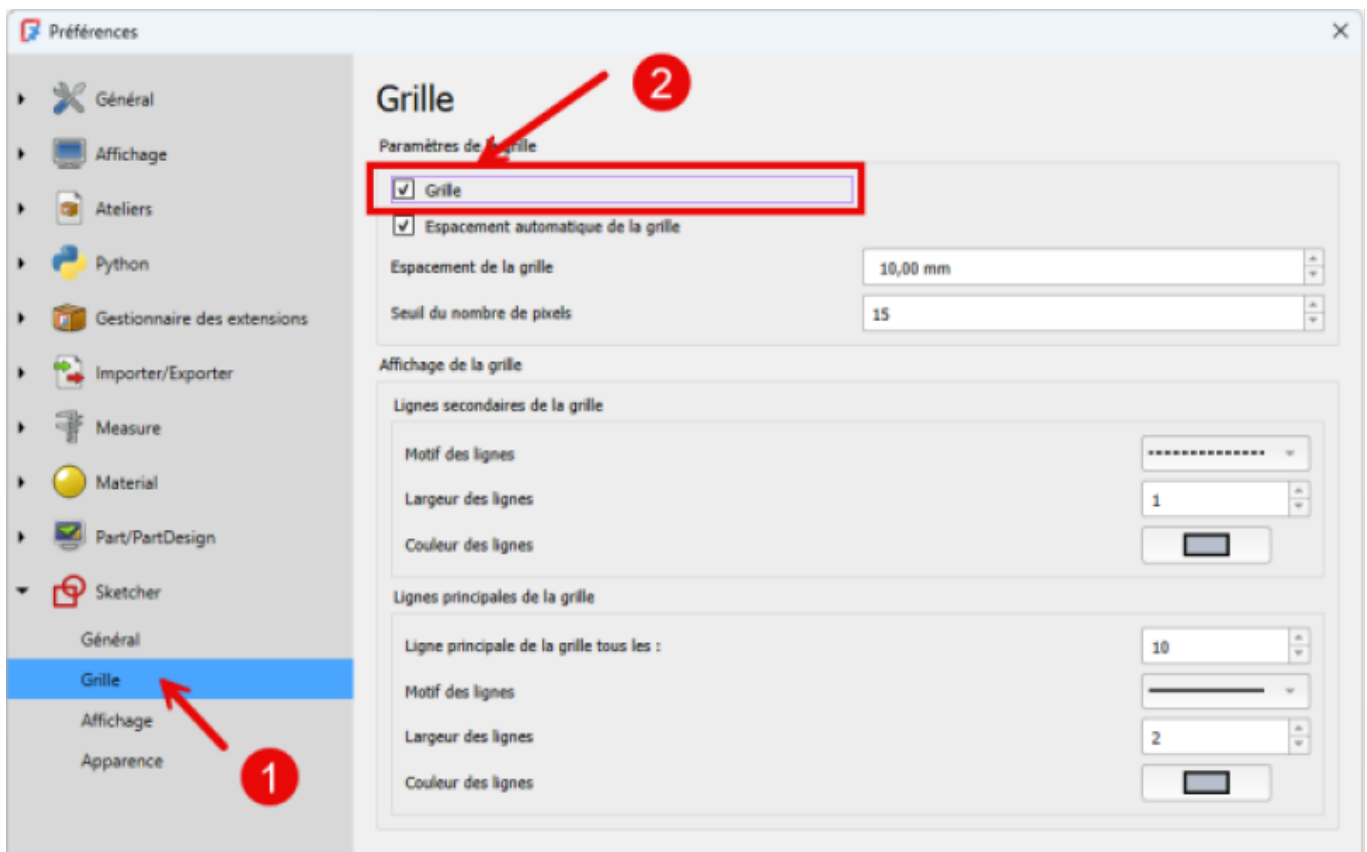 Préférences
Général
Affichage
Ateliers
Python
Gestionnaire des extensions
Importer/Exporter
Measure
Material
Part/PartDesign
Sketcher
Général
Grille
Affichage
Apparence
1
2
Grille
Paramètres de la grille
Grille
Espacement automatique de la grille
Espacement de la grille 10,00 mm
Seuil du nombre de pixels 15
Affichage de la grille
Lignes secondaires de la grille
Motif des lignes
Largeur des lignes 1
Couleur des lignes
Lignes principales de la grille
Ligne principale de la grille tous les : 10
Motif des lignes
Largeur des lignes 2
Couleur des lignes